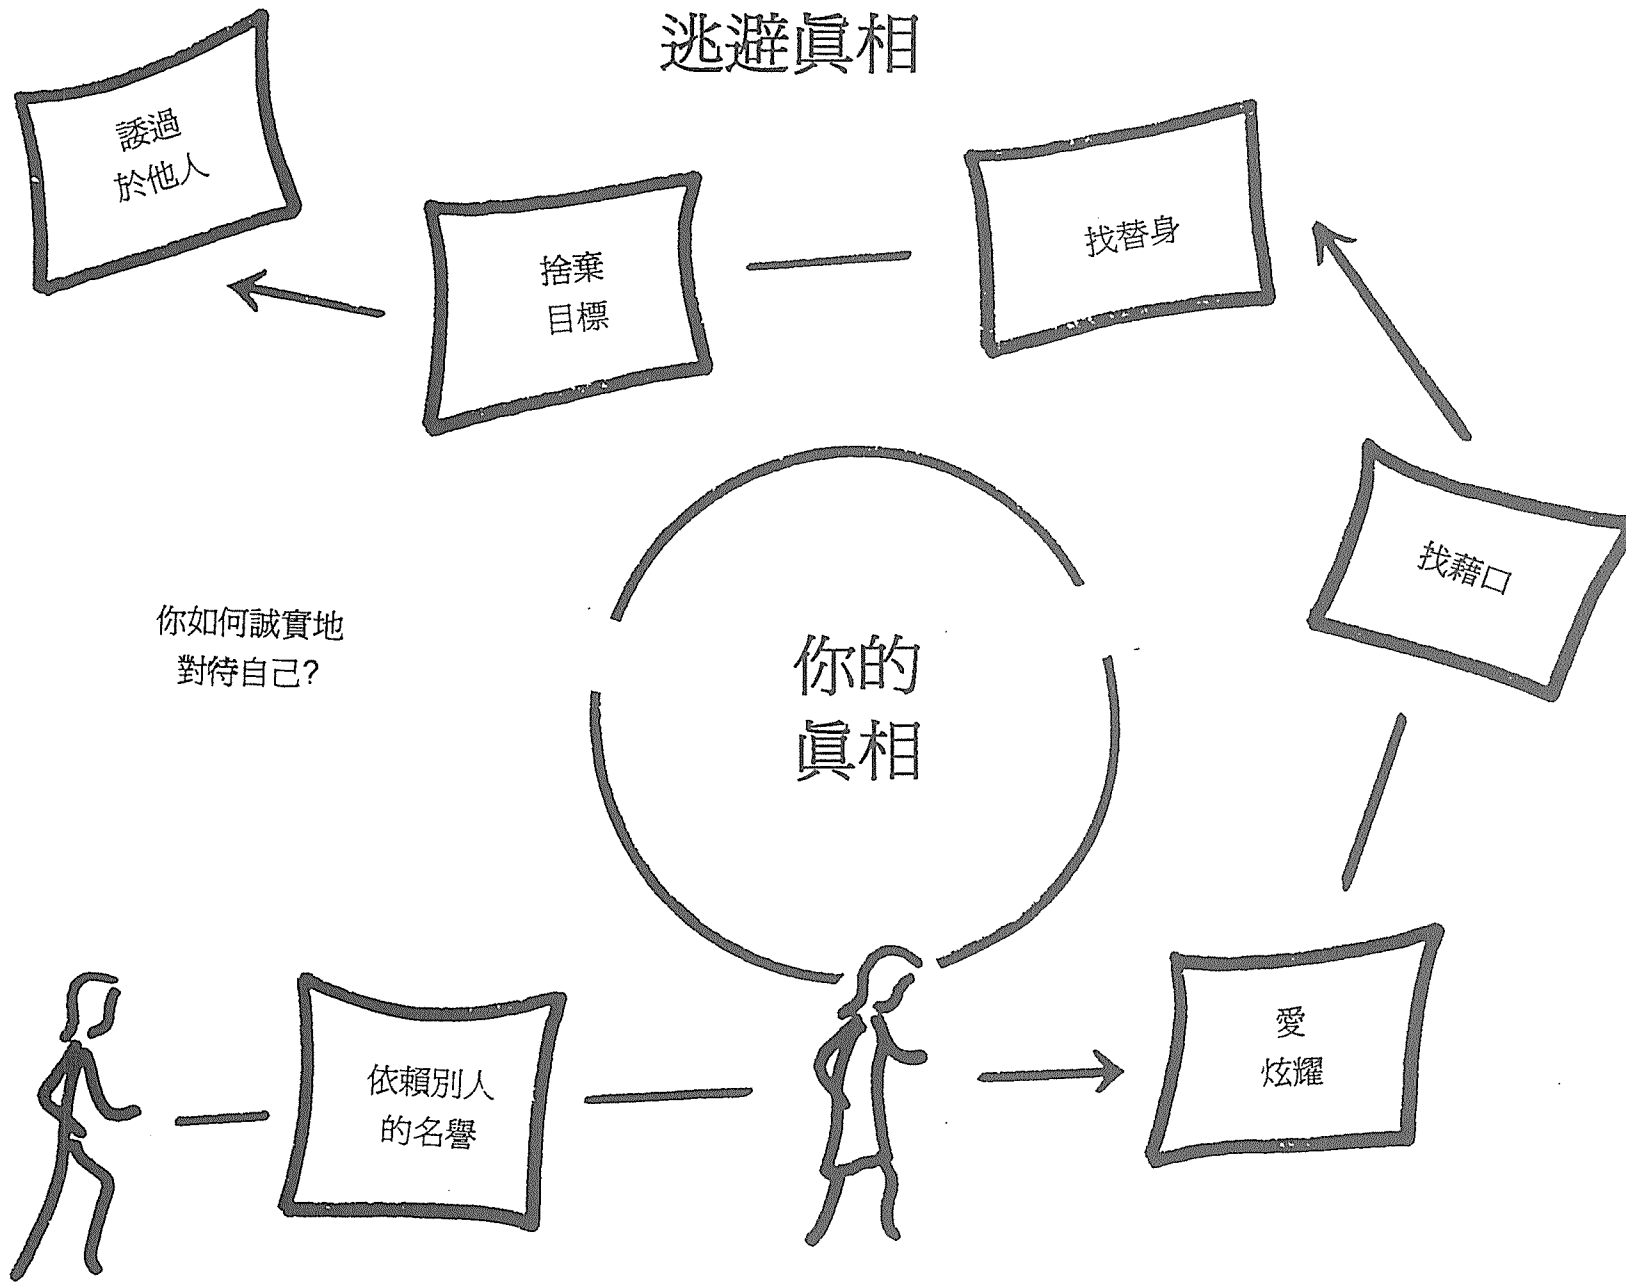 逃避眞相
諉過
於他人
捨棄
目標
找替身
找藉口
你如何誠實地
對待自己?
你的
眞相
愛
炫耀
依賴別人
的名譽